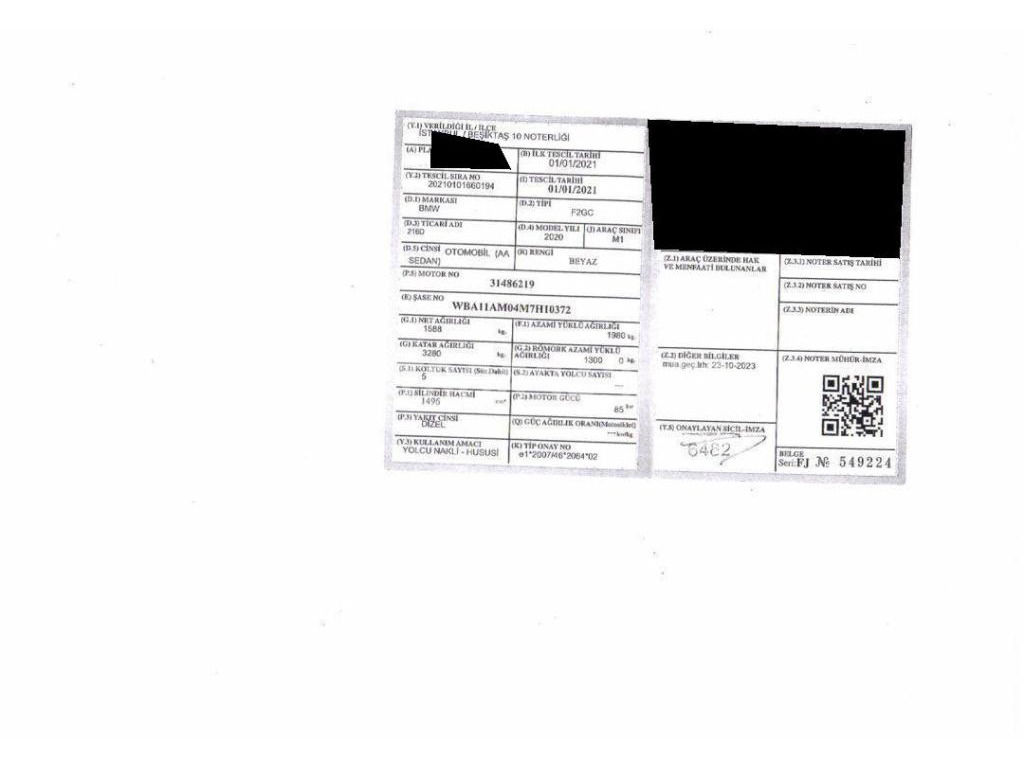 (Y.1) VERİLDİĞİ İL / İLÇE
İSTANBUL / BEŞİKTAŞ 10 NOTERLİĞİ
(A) PLA
(B) İLK TESCİL TARİHİ
01/01/2021
(Y.2) TESCİL SIRA NO
20210101660194
(I) TESCİL TARİHİ
01/01/2021
(D.1) MARKASI
BMW
(D.2) TİPİ
F2GC
(D.3) TİCARİ ADI
216D
(D.4) MODEL YILI
2020
(J) ARAÇ SINIFI
M1
(D.5) CİNSİ OTOMOBİL (AA
SEDAN)
(R) RENGİ
BEYAZ
(P.5) MOTOR NO
31486219
(E) ŞASE NO
WBA11AM04M7H10372
(G.1) NET AĞIRLIĞI
1588 kg.
(F.1) AZAMİ YÜKLÜ AĞIRLIĞI
1980 kg.
(G) KATAR AĞIRLIĞI
3280 kg.
(G.2) RÖMORK AZAMİ YÜKLÜ
AĞIRLIĞI
1300 0 kg.
(S.1) KOLTUK SAYISI (Sür.Dahil)
5
(S.2) AYAKTA YOLCU SAYISI
---
(P.1) SİLİNDİR HACMİ
1496 cm³
(P.2) MOTOR GÜCÜ
85 kw
(P.3) YAKIT CİNSİ
DİZEL
(Q) GÜÇ AĞIRLIK ORANI(Motosiklet)
---kw/kg
(Y.3) KULLANIM AMACI
YOLCU NAKLİ - HUSUSİ
(K) TİP ONAY NO
e1*2007/46*2064*02
(Z.1) ARAÇ ÜZERİNDE HAK
VE MENFAATİ BULUNANLAR
(Z.3.1) NOTER SATIŞ TARİHİ
(Z.3.2) NOTER SATIŞ NO
(Z.3.3) NOTERİN ADI
(Z.2) DİĞER BİLGİLER
mua.geç.trh: 23-10-2023
(Z.3.4) NOTER MÜHÜR-İMZA
(Y.5) ONAYLAYAN SİCİL-İMZA
6482
BELGE
Seri:FJ № 549224